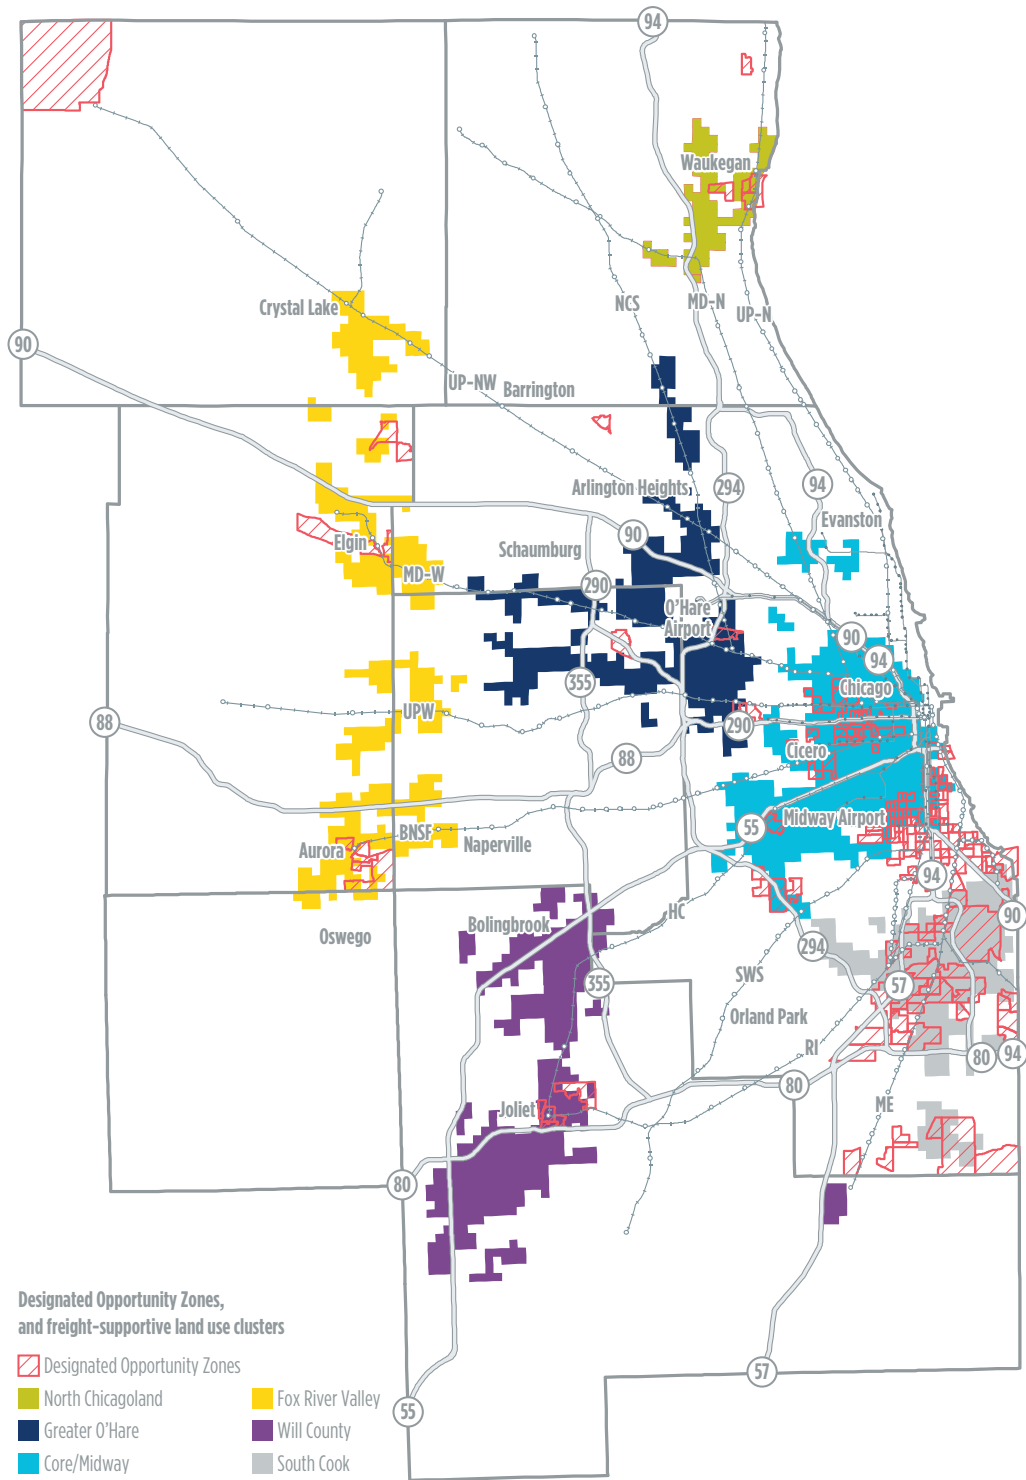 94
Waukegan
NCS
MD-N
UP-N
Crystal Lake
90
UP-NW
Barrington
Arlington Heights
294
94
Evanston
90
Elgin
Schaumburg
MD-W
290
O'Hare
Airport
90
94
Chicago
355
88
UPW
290
Cicero
88
55
Midway Airport
BNSF
Naperville
Aurora
94
HC
90
Bolingbrook
Oswego
294
SWS
355
57
Orland Park
RI
80
94
80
ME
Joliet
80
Designated Opportunity Zones,
and freight-supportive land use clusters
Designated Opportunity Zones
North Chicagoland
Fox River Valley
57
55
Greater O'Hare
Will County
Core/Midway
South Cook